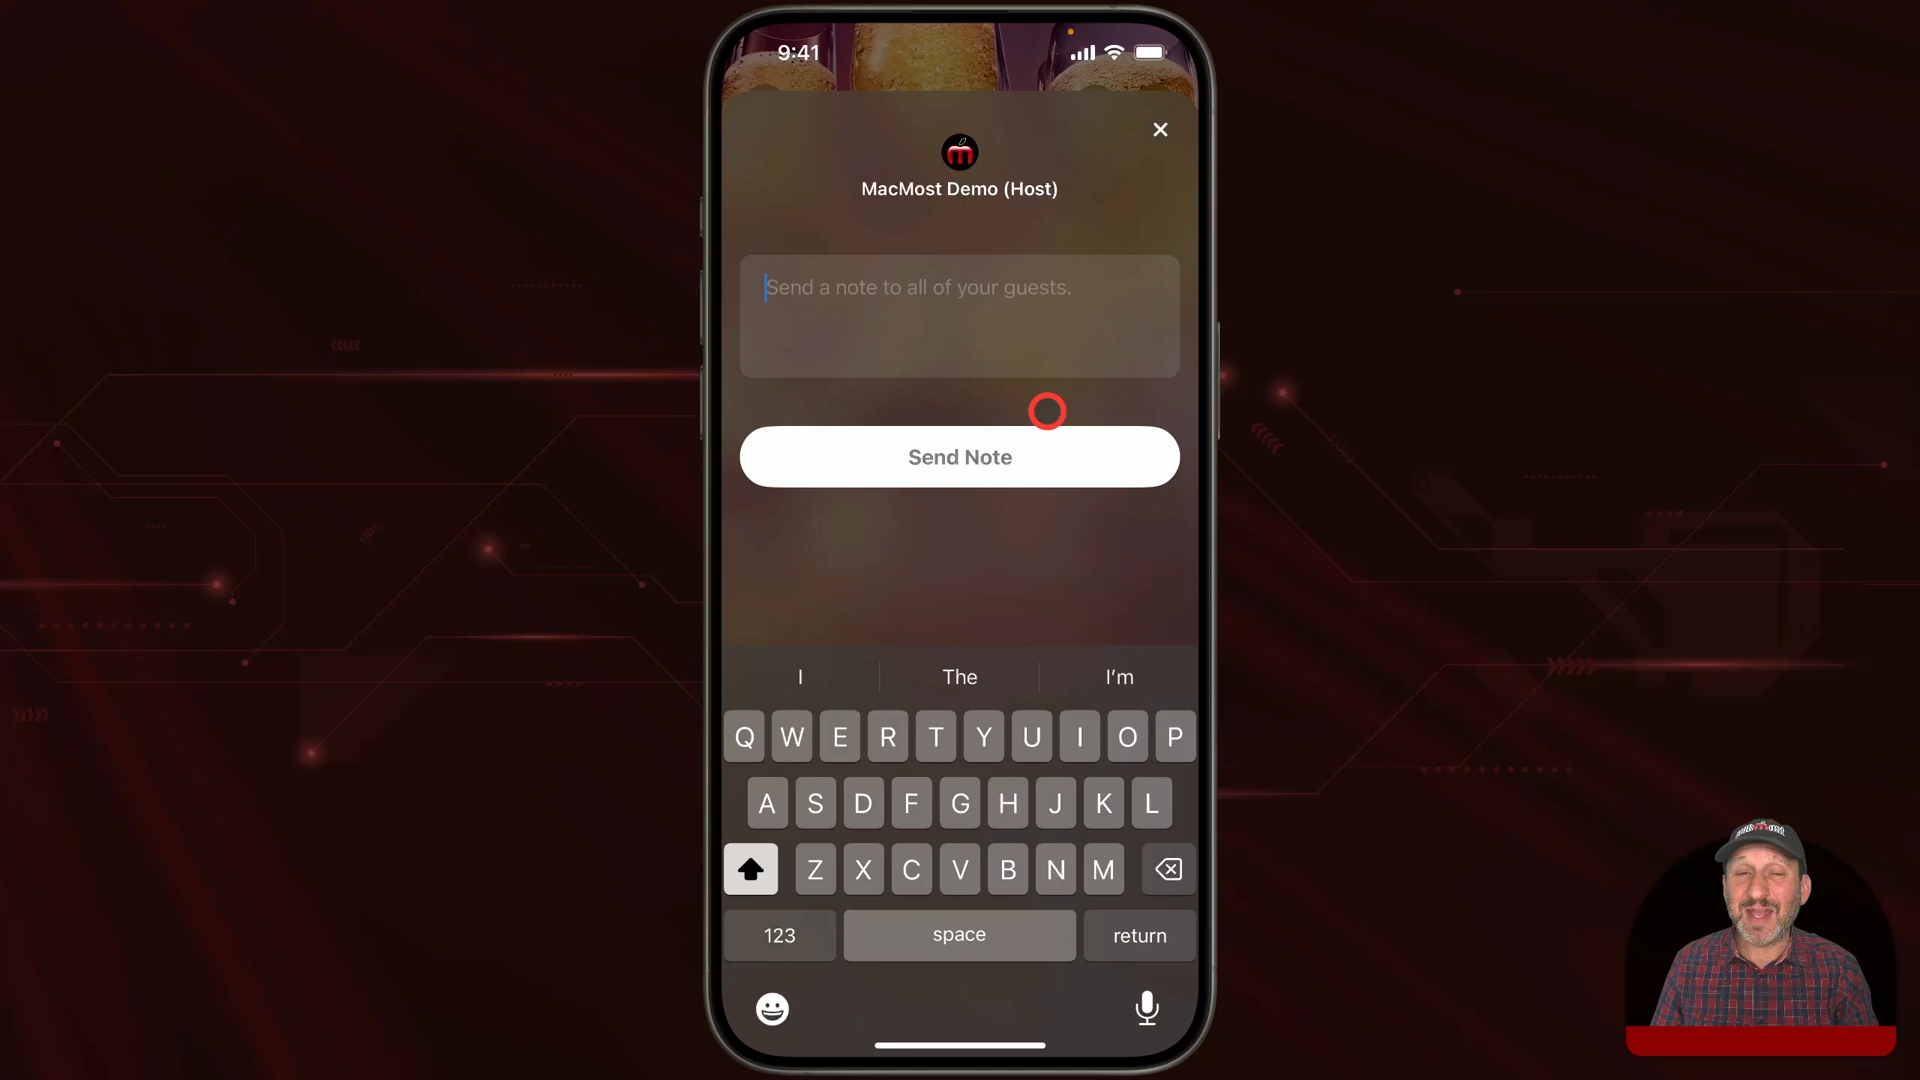 9:41
MacMost Demo (Host)
Send a note to all of your guests.
Send Note
I The I'm
Q W E R T Y U I O P
A S D F G H J K L
Z X C V B N M
123 space return